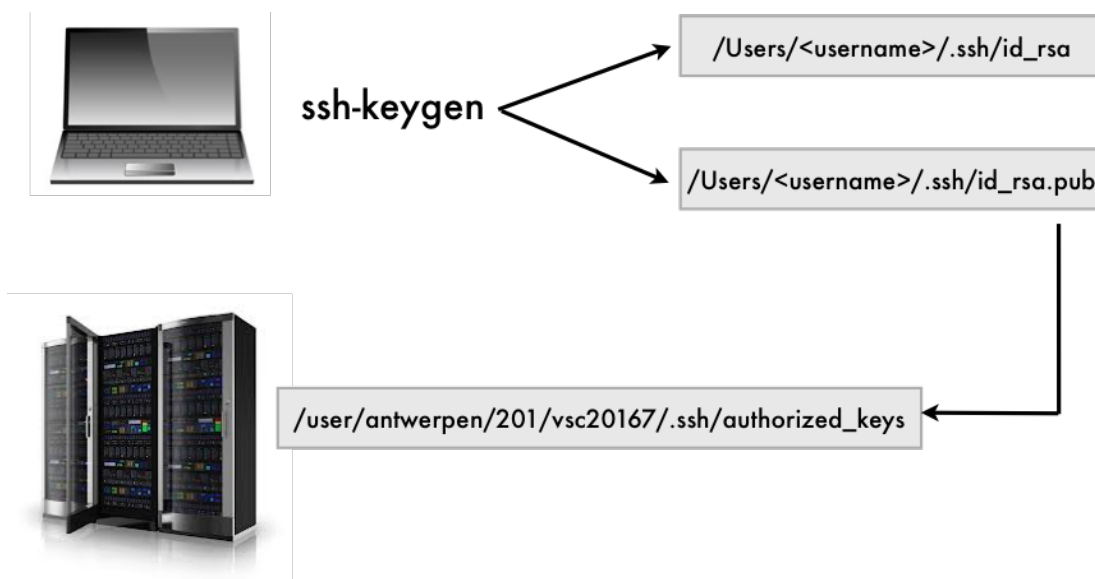 /Users/<username>/.ssh/id_rsa
ssh-keygen
/Users/<username>/.ssh/id_rsa.pub
/user/antwerpen/201/vsc20167/.ssh/authorized_keys